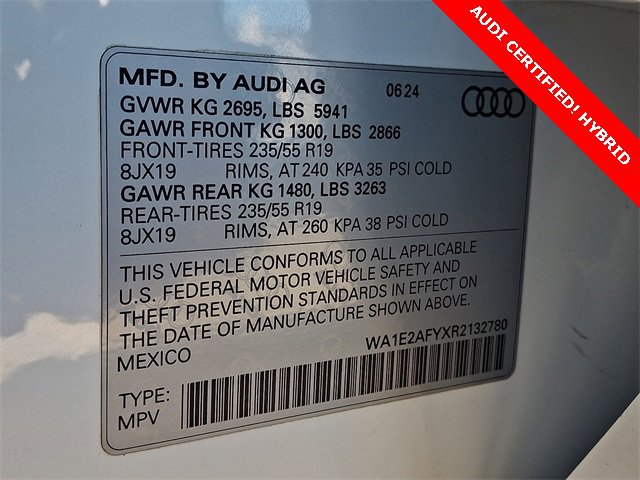 AUDI CERTIFIED! HYBRID
MFD. BY AUDI AG 06 24
GVWR KG 2695, LBS 5941
GAWR FRONT KG 1300, LBS 2866
FRONT-TIRES 235/55 R19
8JX19 RIMS, AT 240 KPA 35 PSI COLD
GAWR REAR KG 1480, LBS 3263
REAR-TIRES 235/55 R19
8JX19 RIMS, AT 260 KPA 38 PSI COLD
THIS VEHICLE CONFORMS TO ALL APPLICABLE
U.S. FEDERAL MOTOR VEHICLE SAFETY AND
THEFT PREVENTION STANDARDS IN EFFECT ON
THE DATE OF MANUFACTURE SHOWN ABOVE.
MEXICO WA1E2AFYXR2132780
TYPE:
MPV